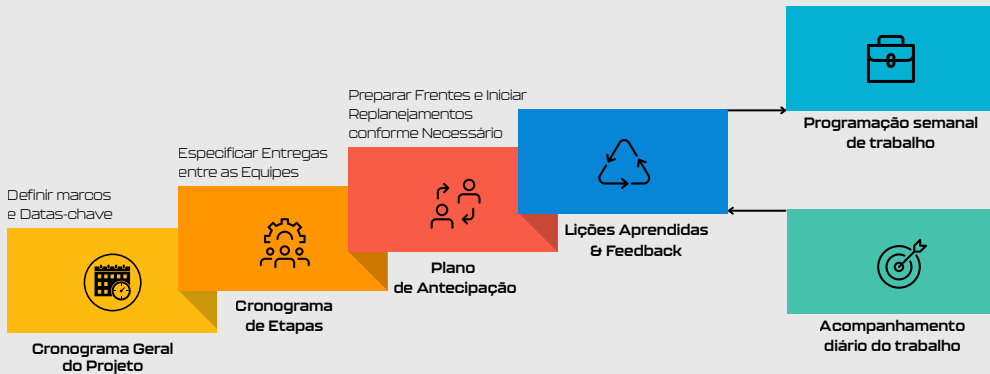 Definir marcos
e Datas-chave
Cronograma Geral
do Projeto
Especificar Entregas
entre as Equipes
Cronograma
de Etapas
Preparar Frentes e Iniciar
Replanejamentos
conforme Necessário
Plano
de Antecipação
Lições Aprendidas
& Feedback
Programação semanal
de trabalho
Acompanhamento
diário do trabalho